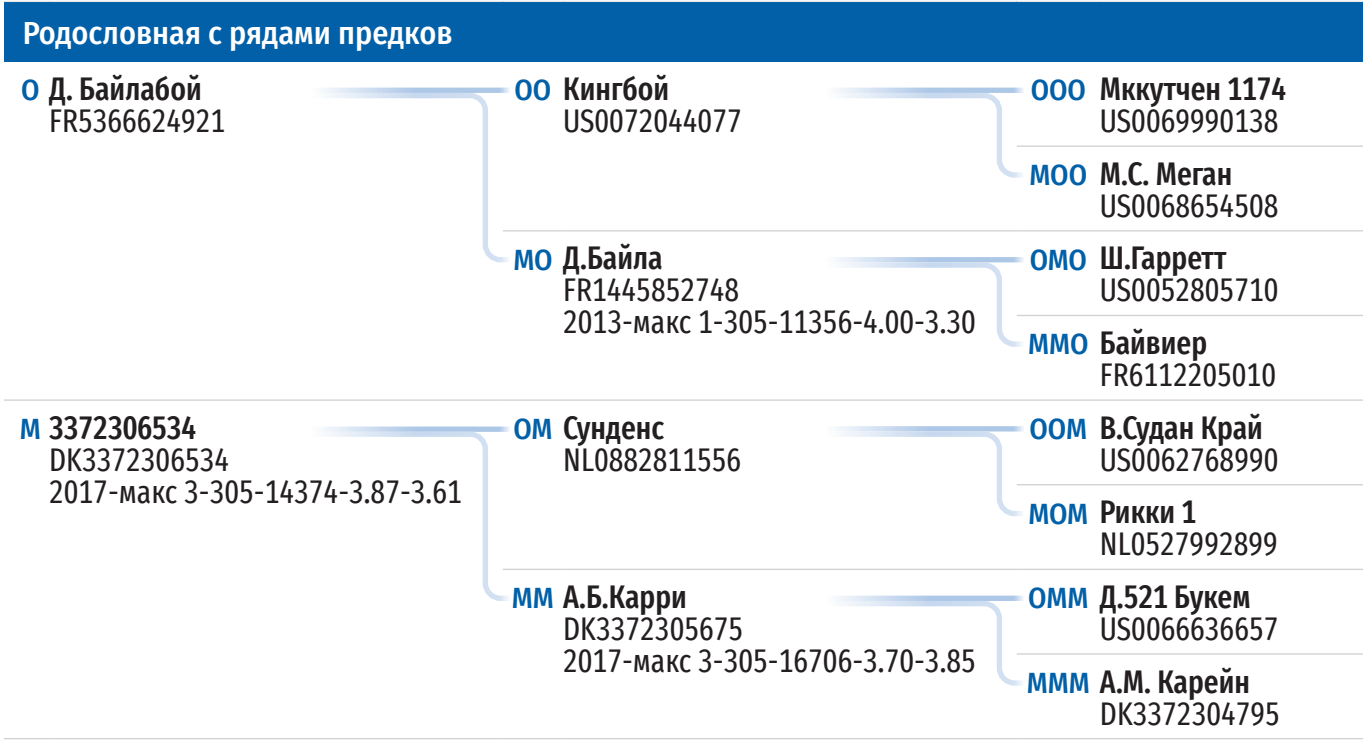 Родословная с рядами предков
О Д. Байлабой
FR5366624921
ОО Кингбой
US0072044077
ООО Мккутчен 1174
US0069990138
МОО М.С. Меган
US0068654508
МО Д.Байла
FR1445852748
2013-макс 1-305-11356-4.00-3.30
ОМО Ш.Гарретт
US0052805710
ММО Байвиер
FR6112205010
М 3372306534
DK3372306534
2017-макс 3-305-14374-3.87-3.61
ОМ Сунденс
NL0882811556
ООМ В.Судан Край
US0062768990
МОМ Рикки 1
NL0527992899
ММ А.Б.Карри
DK3372305675
2017-макс 3-305-16706-3.70-3.85
ОММ Д.521 Букем
US0066636657
МММ А.М. Карейн
DK3372304795